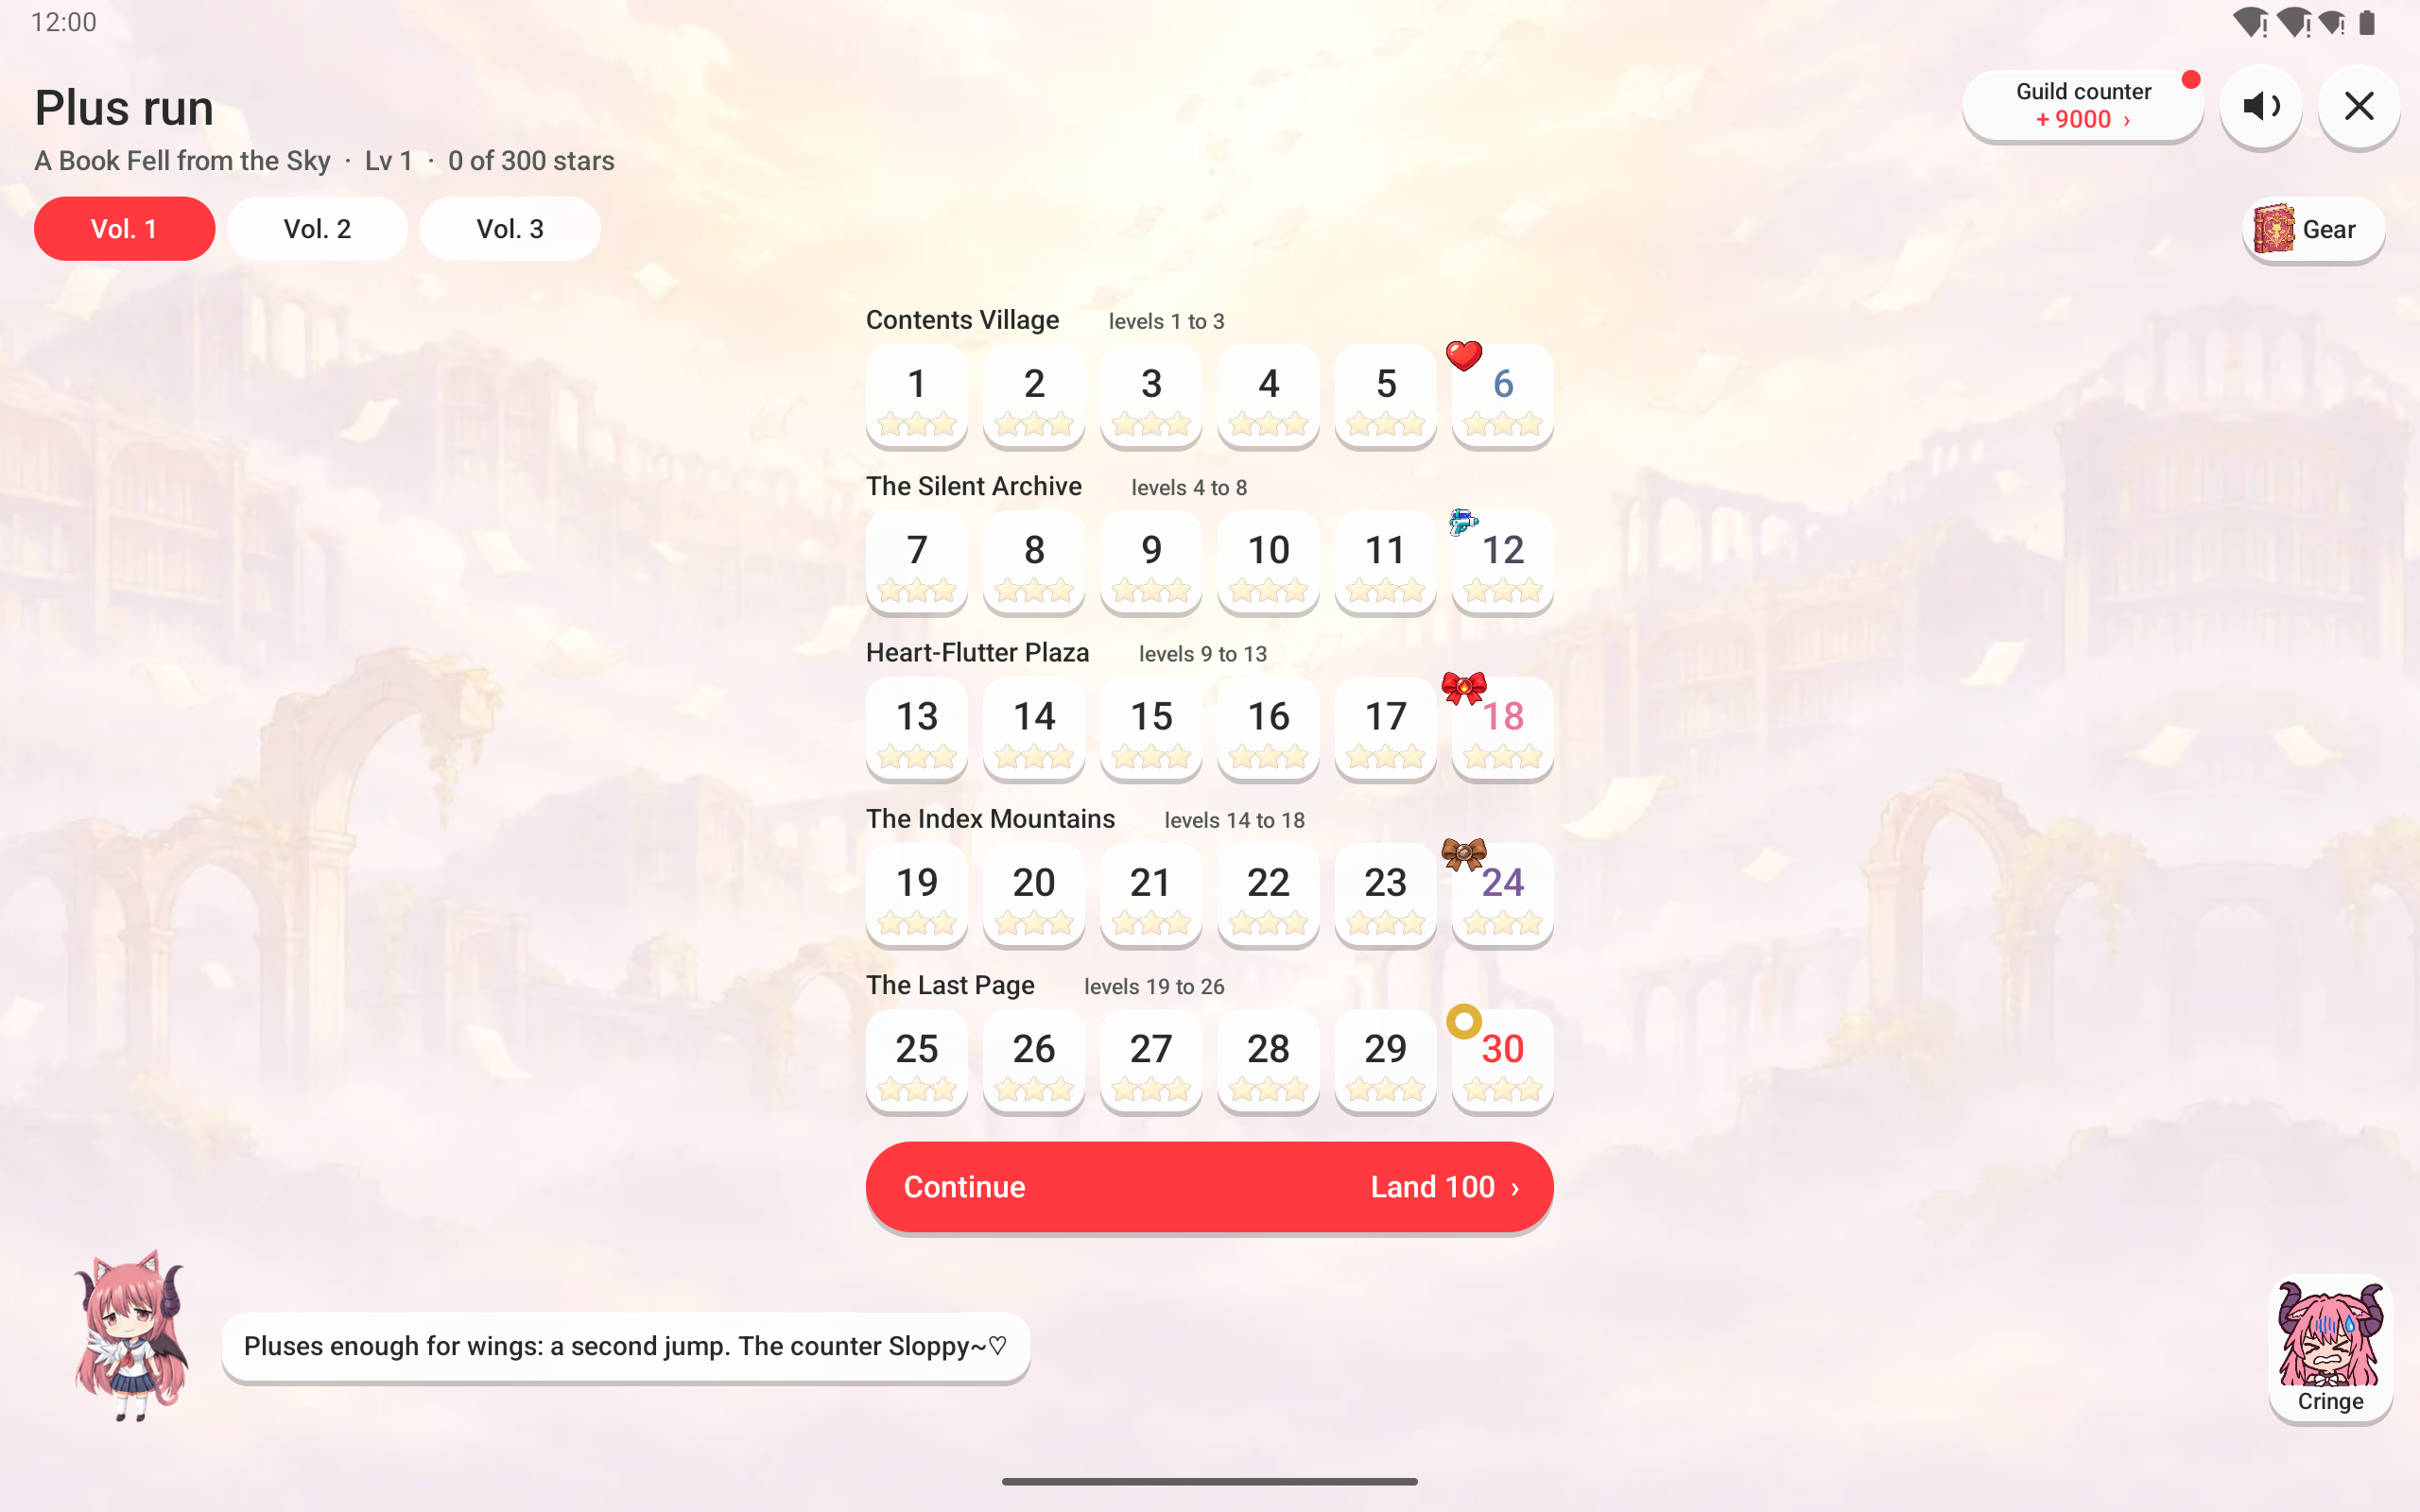 12:00
Plus run
A Book Fell from the Sky · Lv 1 · 0 of 300 stars
Guild counter
+ 9000 ›
Vol. 1
Vol. 2
Vol. 3
Gear
Contents Village levels 1 to 3
1 2 3 4 5 6
The Silent Archive levels 4 to 8
7 8 9 10 11 12
Heart-Flutter Plaza levels 9 to 13
13 14 15 16 17 18
The Index Mountains levels 14 to 18
19 20 21 22 23 24
The Last Page levels 19 to 26
25 26 27 28 29 30
Continue Land 100 ›
Pluses enough for wings: a second jump. The counter Sloppy~♡
Cringe